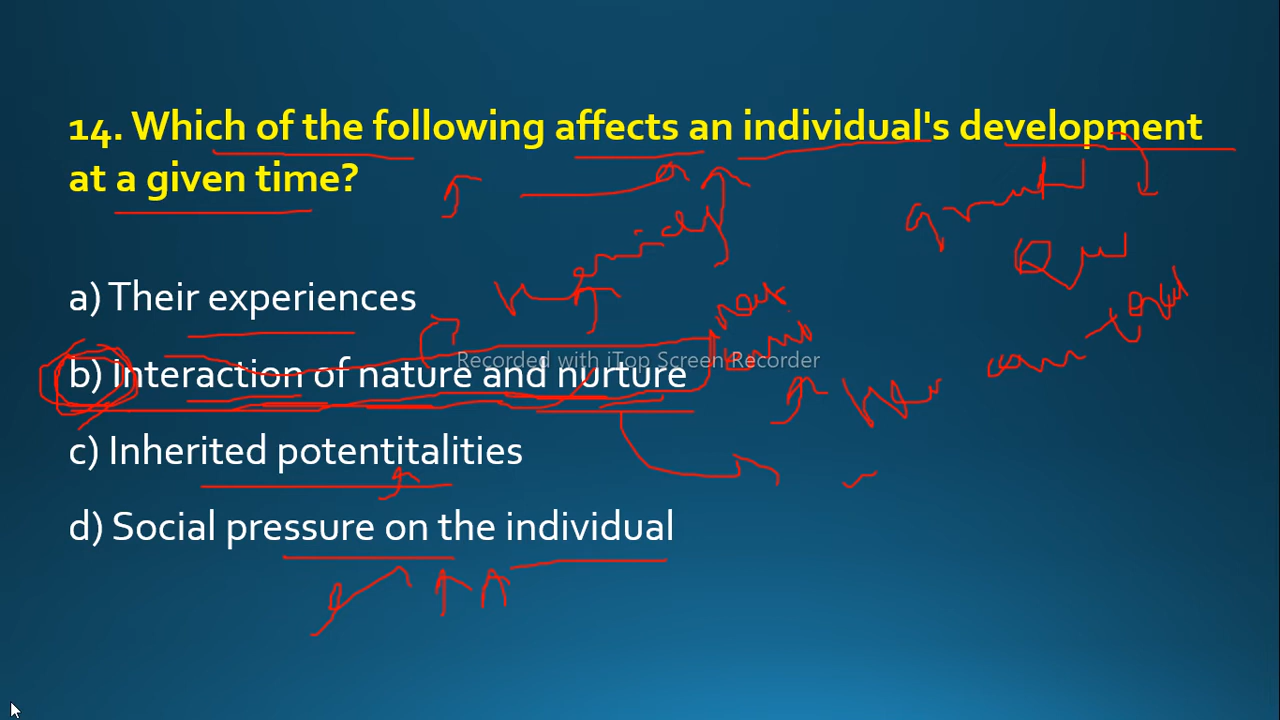 14. Which of the following affects an individual's development
at a given time?
a) Their experiences
Recorded with iTop Screen Recorder
b) Interaction of nature and nurture
c) Inherited potentitalities
d) Social pressure on the individual